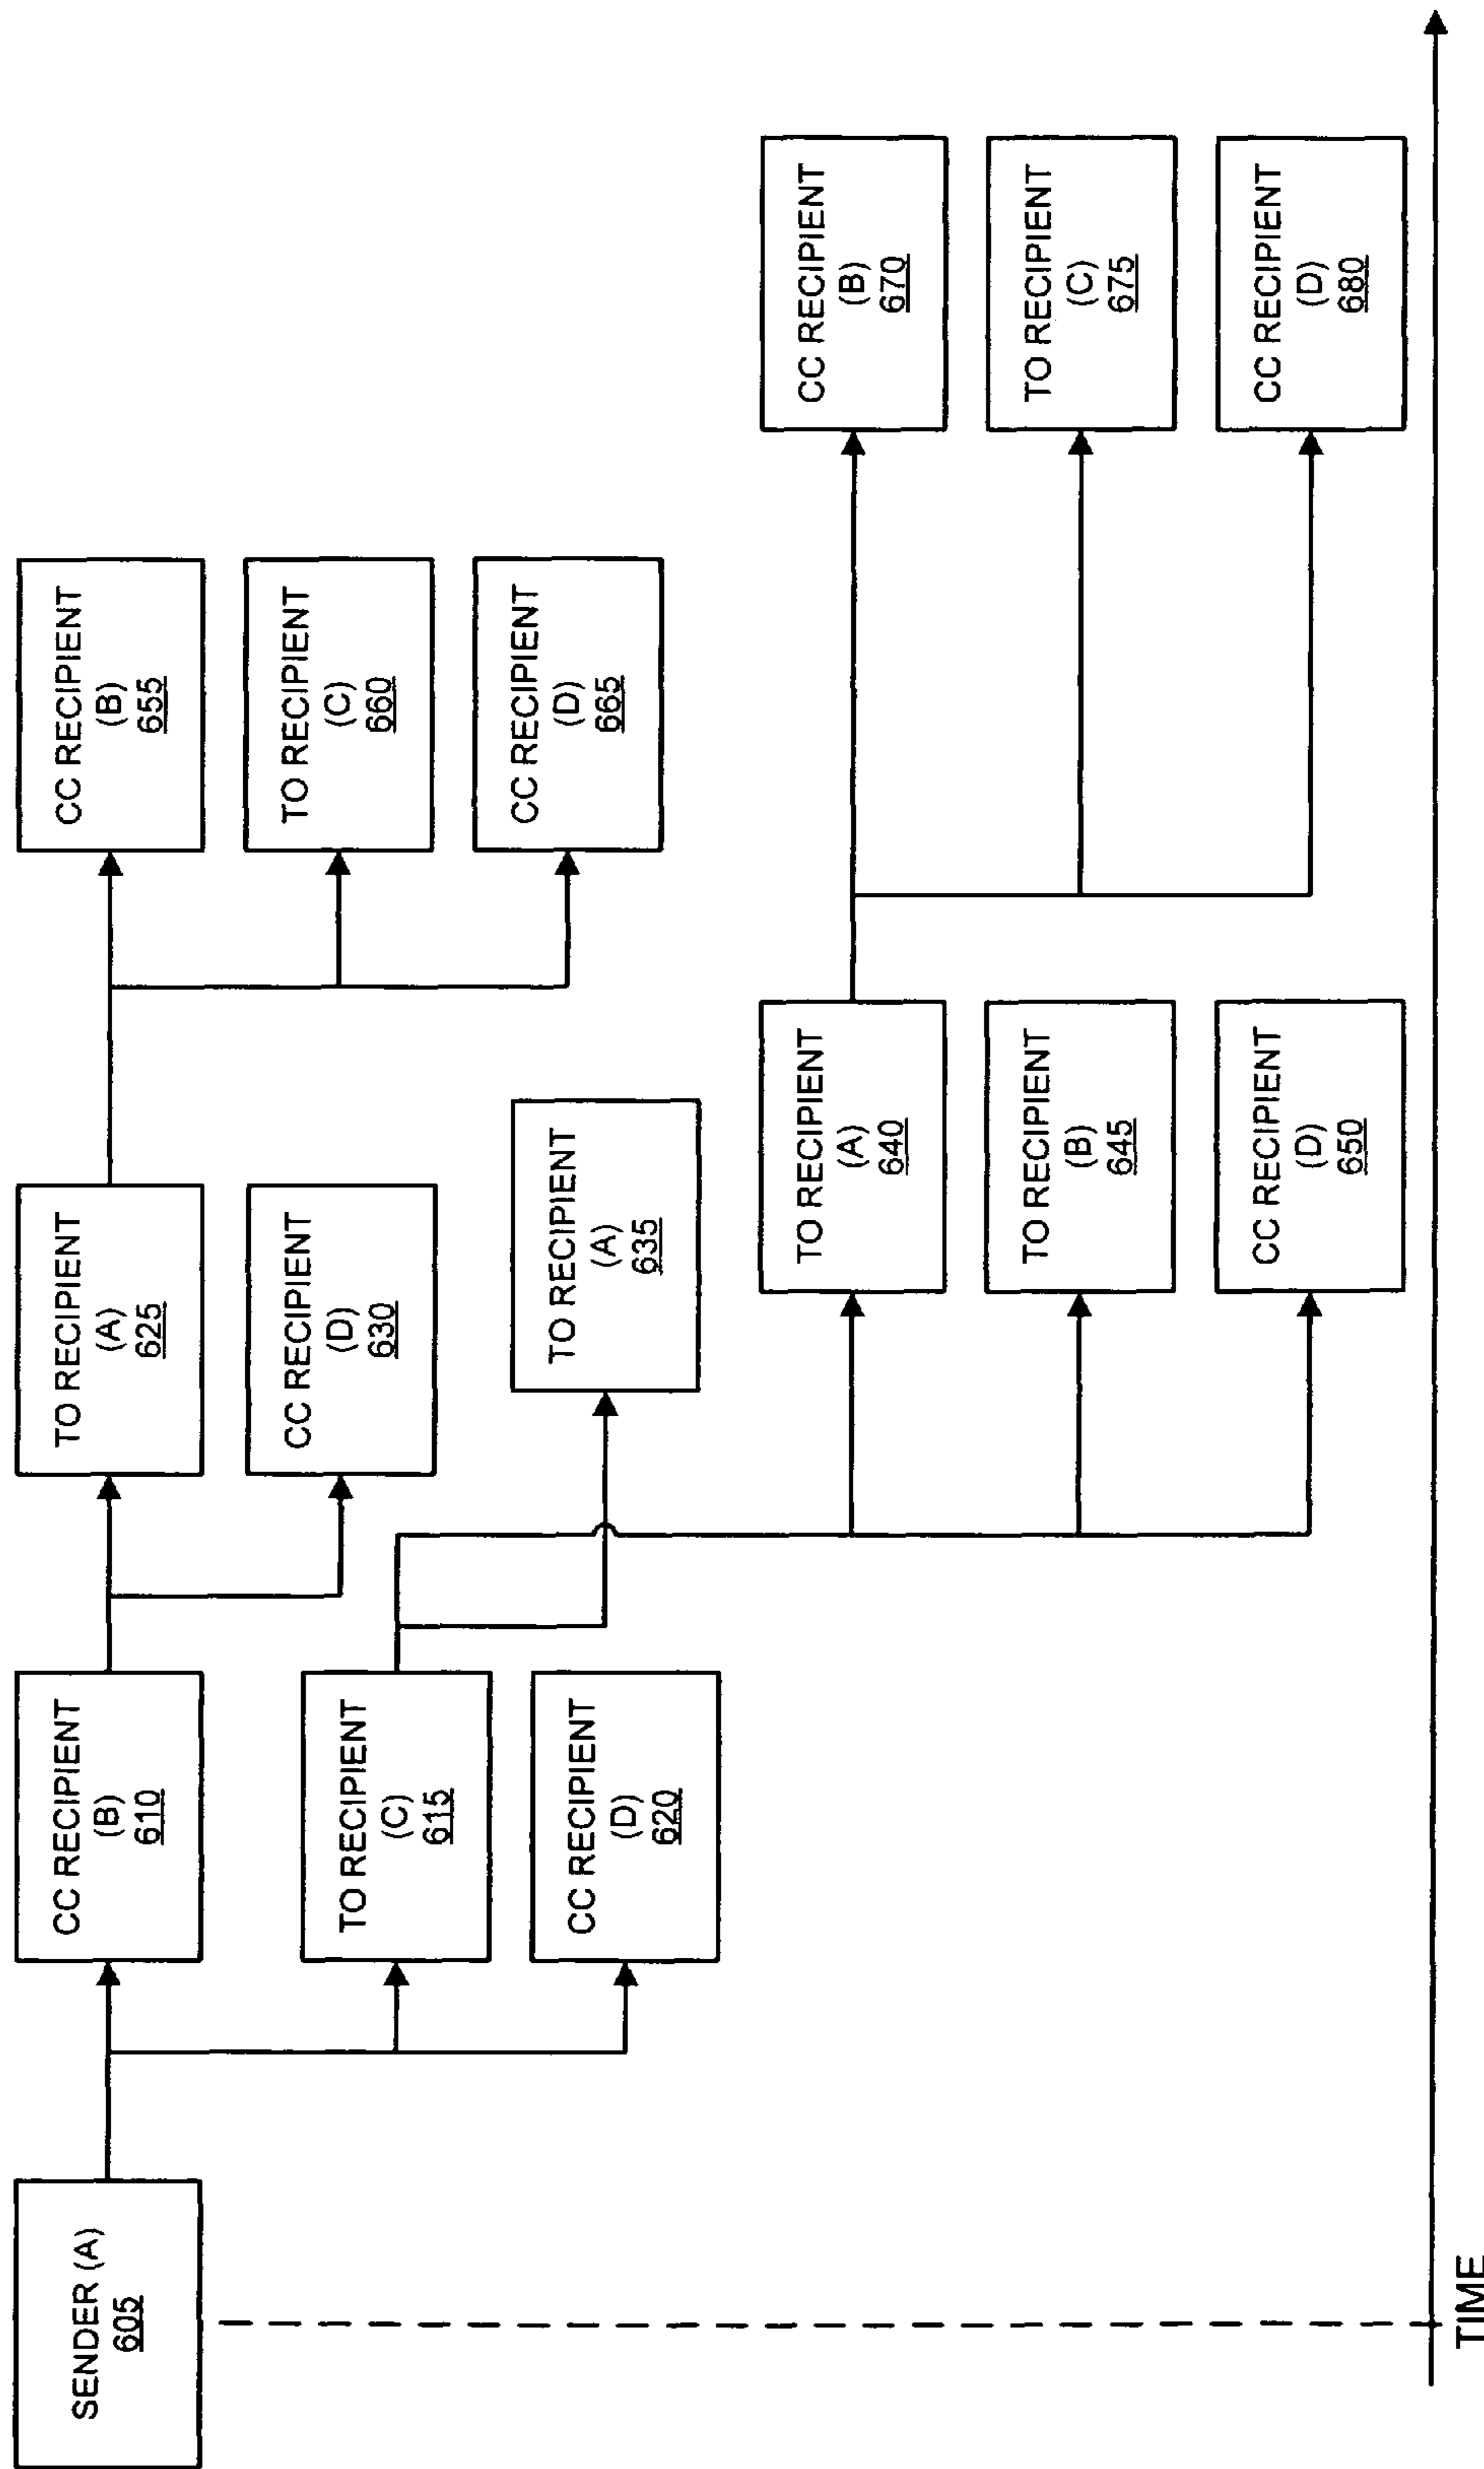 SENDER (A)
605
CC RECIPIENT
(B)
610
TO RECIPIENT
(C)
615
CC RECIPIENT
(D)
620
TO RECIPIENT
(A)
625
CC RECIPIENT
(D)
630
TO RECIPIENT
(A)
635
TO RECIPIENT
(A)
640
TO RECIPIENT
(B)
645
CC RECIPIENT
(D)
650
CC RECIPIENT
(B)
655
TO RECIPIENT
(C)
660
CC RECIPIENT
(D)
665
CC RECIPIENT
(B)
670
TO RECIPIENT
(C)
675
CC RECIPIENT
(D)
680
TIME